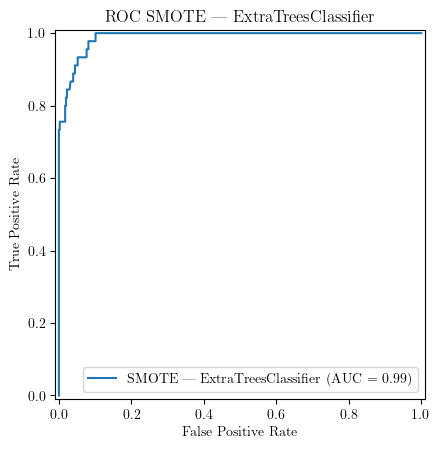 ROC SMOTE — ExtraTreesClassifier
1.0
0.8
0.6
0.4
0.2
0.0
True Positive Rate
SMOTE — ExtraTreesClassifier (AUC = 0.99)
0.0 0.2 0.4 0.6 0.8 1.0
False Positive Rate